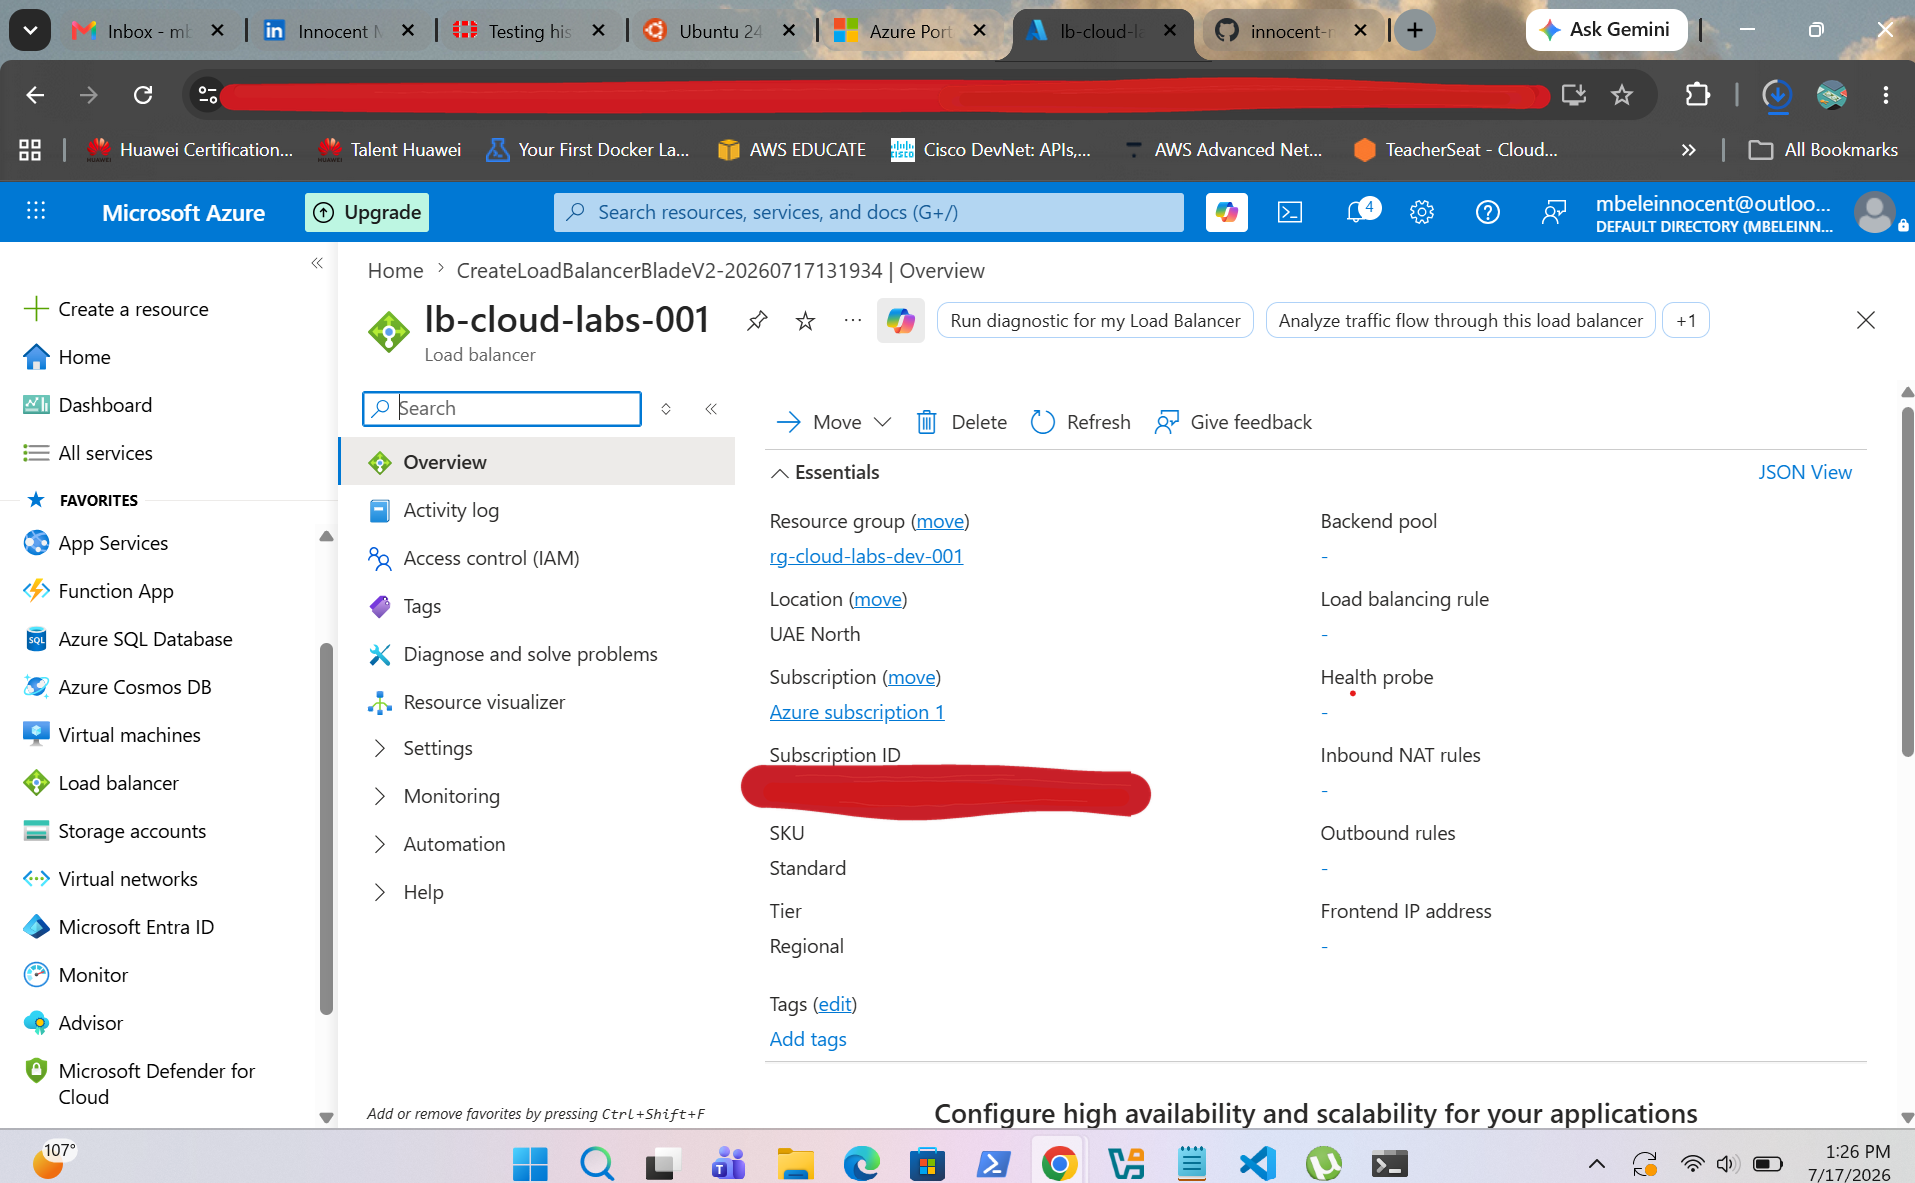 Inbox - mb
Innocent M
Testing his
Ubuntu 24
Azure Port
lb-cloud-la
innocent-m
Ask Gemini
Huawei Certification...
Talent Huawei
Your First Docker La...
AWS EDUCATE
Cisco DevNet: APIs,...
AWS Advanced Net...
TeacherSeat - Cloud...
All Bookmarks
Microsoft Azure
Upgrade
Search resources, services, and docs (G+/)
4
mbeleinnocent@outloo...
DEFAULT DIRECTORY (MBELEINN...
Create a resource
Home
Dashboard
All services
FAVORITES
App Services
Function App
Azure SQL Database
Azure Cosmos DB
Virtual machines
Load balancer
Storage accounts
Virtual networks
Microsoft Entra ID
Monitor
Advisor
Microsoft Defender for
Cloud
Home > CreateLoadBalancerBladeV2-20260717131934 | Overview
lb-cloud-labs-001
Load balancer
Run diagnostic for my Load Balancer
Analyze traffic flow through this load balancer
+1
Search
Overview
Activity log
Access control (IAM)
Tags
Diagnose and solve problems
Resource visualizer
Settings
Monitoring
Automation
Help
Add or remove favorites by pressing Ctrl+Shift+F
Move
Delete
Refresh
Give feedback
Essentials
JSON View
Resource group (move)
rg-cloud-labs-dev-001
Location (move)
UAE North
Subscription (move)
Azure subscription 1
Subscription ID
SKU
Standard
Tier
Regional
Tags (edit)
Add tags
Backend pool
-
Load balancing rule
-
Health probe
-
Inbound NAT rules
-
Outbound rules
-
Frontend IP address
-
Configure high availability and scalability for your applications
107°
1:26 PM
7/17/2026